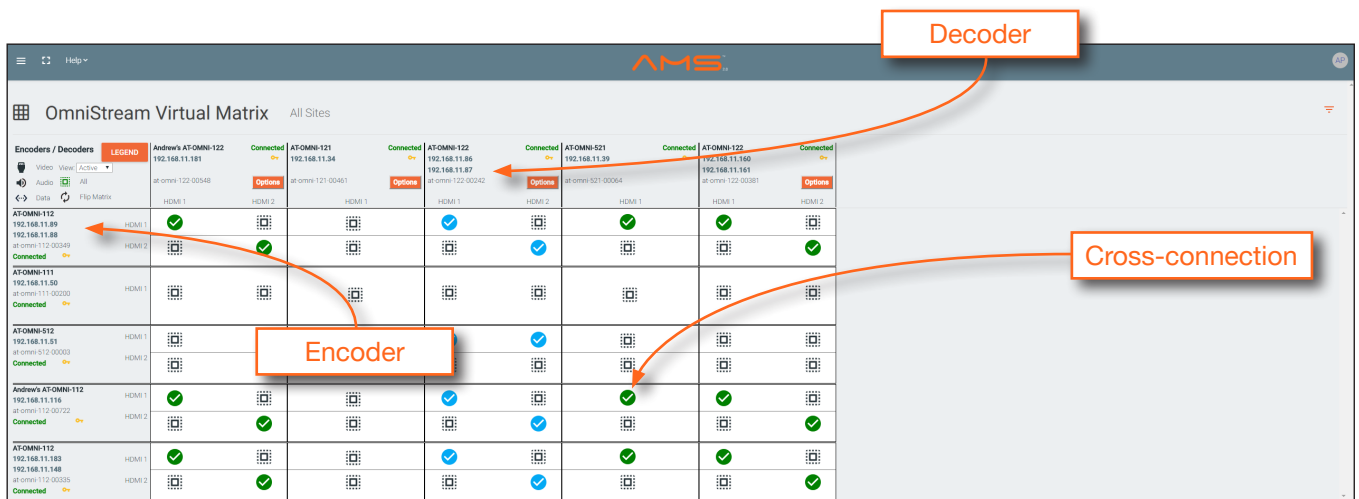 Decoder
Help
AMS
AP
OmniStream Virtual Matrix All Sites
Encoders / Decoders LEGEND
Video View: Active
Audio All
Data Flip Matrix
Andrew's AT-OMNI-122 Connected
192.168.11.181
at-omni-122-00548 Options
HDMI 1 HDMI 2
AT-OMNI-121 Connected
192.168.11.34
at-omni-121-00461 Options
HDMI 1
AT-OMNI-122 Connected
192.168.11.86
192.168.11.87
at-omni-122-00242 Options
HDMI 1 HDMI 2
AT-OMNI-521 Connected
192.168.11.39
at-omni-521-00064
HDMI 1
AT-OMNI-122 Connected
192.168.11.160
192.168.11.161
at-omni-122-00381 Options
HDMI 1 HDMI 2
AT-OMNI-112
192.168.11.89 HDMI 1
192.168.11.88
at-omni-112-00349 HDMI 2
Connected
Cross-connection
AT-OMNI-111
192.168.11.50 HDMI 1
at-omni-111-00200
Connected
Encoder
AT-OMNI-512
192.168.11.51 HDMI 1
at-omni-512-00003
Connected HDMI 2
Andrew's AT-OMNI-112
192.168.11.116 HDMI 1
at-omni-112-00722
Connected HDMI 2
AT-OMNI-112
192.168.11.183 HDMI 1
192.168.11.148
at-omni-112-00335 HDMI 2
Connected